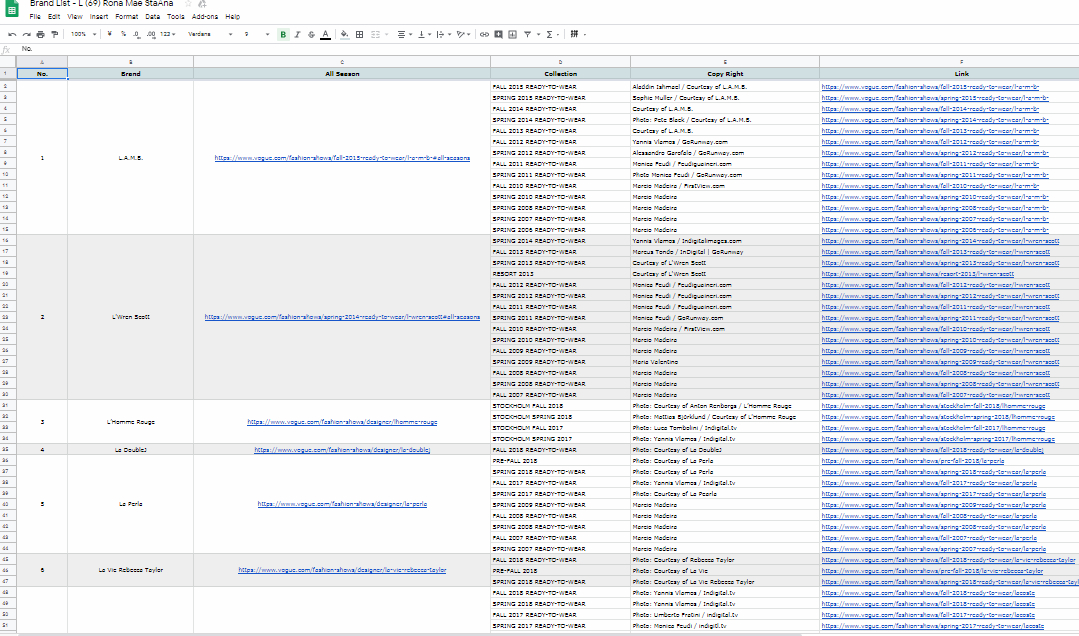 Brand List - L (69) Rona Mae StaAna
File Edit View Insert Format Data Tools Add-ons Help
100% ¥ % .0 .00 123 Verdana 9 B I S A
fx No.
A B C D E F
1 No. Brand All Season Collection Copy Right Link
2 FALL 2015 READY-TO-WEAR Aladdin Ishmael / Courtesy of L.A.M.B. https://www.vogue.com/fashion-shows/fall-2015-ready-to-wear/l-a-m-b-
3 SPRING 2015 READY-TO-WEAR Sophie Muller / Courtesy of L.A.M.B. https://www.vogue.com/fashion-shows/spring-2015-ready-to-wear/l-a-m-b-
4 FALL 2014 READY-TO-WEAR Courtesy of L.A.M.B. https://www.vogue.com/fashion-shows/fall-2014-ready-to-wear/l-a-m-b-
5 SPRING 2014 READY-TO-WEAR Photo: Pete Black / Courtesy of L.A.M.B. https://www.vogue.com/fashion-shows/spring-2014-ready-to-wear/l-a-m-b-
6 FALL 2013 READY-TO-WEAR Courtesy of L.A.M.B. https://www.vogue.com/fashion-shows/fall-2013-ready-to-wear/l-a-m-b-
7 FALL 2012 READY-TO-WEAR Yannis Vlamos / GoRunway.com https://www.vogue.com/fashion-shows/fall-2012-ready-to-wear/l-a-m-b-
8 1 L.A.M.B. https://www.vogue.com/fashion-shows/fall-2015-ready-to-wear/l-a-m-b-#all-seasons SPRING 2012 READY-TO-WEAR Alessandro Garofalo / GoRunway.com https://www.vogue.com/fashion-shows/spring-2012-ready-to-wear/l-a-m-b-
9 FALL 2011 READY-TO-WEAR Monica Feudi / Feudiguaineri.com https://www.vogue.com/fashion-shows/fall-2011-ready-to-wear/l-a-m-b-
10 SPRING 2011 READY-TO-WEAR Photo Monica Feudi / GoRunway.com https://www.vogue.com/fashion-shows/spring-2011-ready-to-wear/l-a-m-b-
11 FALL 2010 READY-TO-WEAR Marcio Madeira / FirstView.com https://www.vogue.com/fashion-shows/fall-2010-ready-to-wear/l-a-m-b-
12 SPRING 2010 READY-TO-WEAR Marcio Madeira https://www.vogue.com/fashion-shows/spring-2010-ready-to-wear/l-a-m-b-
13 SPRING 2008 READY-TO-WEAR Marcio Madeira https://www.vogue.com/fashion-shows/spring-2008-ready-to-wear/l-a-m-b-
14 SPRING 2007 READY-TO-WEAR Marcio Madeira https://www.vogue.com/fashion-shows/spring-2007-ready-to-wear/l-a-m-b-
15 SPRING 2006 READY-TO-WEAR Marcio Madeira https://www.vogue.com/fashion-shows/spring-2006-ready-to-wear/l-a-m-b-
16 SPRING 2014 READY-TO-WEAR Yannis Vlamos / Indigitalimages.com https://www.vogue.com/fashion-shows/spring-2014-ready-to-wear/l-wren-scott
17 FALL 2013 READY-TO-WEAR Marcus Tondo / InDigital | GoRunway https://www.vogue.com/fashion-shows/fall-2013-ready-to-wear/l-wren-scott
18 SPRING 2013 READY-TO-WEAR Courtesy of L'Wren Scott https://www.vogue.com/fashion-shows/spring-2013-ready-to-wear/l-wren-scott
19 RESORT 2013 Courtesy of L'Wren Scott https://www.vogue.com/fashion-shows/resort-2013/l-wren-scott
20 FALL 2012 READY-TO-WEAR Monica Feudi / Feudiguaineri.com https://www.vogue.com/fashion-shows/fall-2012-ready-to-wear/l-wren-scott
21 SPRING 2012 READY-TO-WEAR Monica Feudi / Feudiguaineri.com https://www.vogue.com/fashion-shows/spring-2012-ready-to-wear/l-wren-scott
22 FALL 2011 READY-TO-WEAR Monica Feudi / Feudiguaineri.com https://www.vogue.com/fashion-shows/fall-2011-ready-to-wear/l-wren-scott
23 2 L'Wren Scott https://www.vogue.com/fashion-shows/spring-2014-ready-to-wear/l-wren-scott#all-seasons SPRING 2011 READY-TO-WEAR Monica Feudi / GoRunway.com https://www.vogue.com/fashion-shows/spring-2011-ready-to-wear/l-wren-scott
24 FALL 2010 READY-TO-WEAR Marcio Madeira / FirstView.com https://www.vogue.com/fashion-shows/fall-2010-ready-to-wear/l-wren-scott
25 SPRING 2010 READY-TO-WEAR Marcio Madeira https://www.vogue.com/fashion-shows/spring-2010-ready-to-wear/l-wren-scott
26 FALL 2009 READY-TO-WEAR Marcio Madeira https://www.vogue.com/fashion-shows/fall-2009-ready-to-wear/l-wren-scott
27 SPRING 2009 READY-TO-WEAR Maria Valentino https://www.vogue.com/fashion-shows/spring-2009-ready-to-wear/l-wren-scott
28 FALL 2008 READY-TO-WEAR Marcio Madeira https://www.vogue.com/fashion-shows/fall-2008-ready-to-wear/l-wren-scott
29 SPRING 2008 READY-TO-WEAR Marcio Madeira https://www.vogue.com/fashion-shows/spring-2008-ready-to-wear/l-wren-scott
30 FALL 2007 READY-TO-WEAR Marcio Madeira https://www.vogue.com/fashion-shows/fall-2007-ready-to-wear/l-wren-scott
31 STOCKHOLM FALL 2018 Photo: Courtesy of Anton Renborgs / L'Homme Rouge https://www.vogue.com/fashion-shows/stockholm-fall-2018/lhomme-rouge
32 STOCKHOLM SPRING 2018 Photo: Mattias Björklund / Courtesy of L'Homme Rouge https://www.vogue.com/fashion-shows/stockholm-spring-2018/lhomme-rouge
33 3 L'Homme Rouge https://www.vogue.com/fashion-shows/designer/lhomme-rouge STOCKHOLM FALL 2017 Photo: Luca Tombolini / Indigital.tv https://www.vogue.com/fashion-shows/stockholm-fall-2017/lhomme-rouge
34 STOCKHOLM SPRING 2017 Photo: Yannis Vlamos / Indigital.tv https://www.vogue.com/fashion-shows/stockholm-spring-2017/lhomme-rouge
35 4 La DoubleJ https://www.vogue.com/fashion-shows/designer/la-doublej FALL 2018 READY-TO-WEAR Photo: Courtesy of La DoubleJ https://www.vogue.com/fashion-shows/fall-2018-ready-to-wear/la-doublej
36 PRE-FALL 2018 Photo: Courtesy of La Perla https://www.vogue.com/fashion-shows/pre-fall-2018/la-perla
37 SPRING 2018 READY-TO-WEAR Photo: Courtesy of La Perla https://www.vogue.com/fashion-shows/spring-2018-ready-to-wear/la-perla
38 FALL 2017 READY-TO-WEAR Photo: Yannis Vlamos / Indigital.tv https://www.vogue.com/fashion-shows/fall-2017-ready-to-wear/la-perla
39 SPRING 2017 READY-TO-WEAR Photo: Courtesy of La Pearla https://www.vogue.com/fashion-shows/spring-2017-ready-to-wear/la-perla
40 5 La Perla https://www.vogue.com/fashion-shows/designer/la-perla SPRING 2009 READY-TO-WEAR Marcio Madeira https://www.vogue.com/fashion-shows/spring-2009-ready-to-wear/la-perla
41 FALL 2008 READY-TO-WEAR Marcio Madeira https://www.vogue.com/fashion-shows/fall-2008-ready-to-wear/la-perla
42 SPRING 2008 READY-TO-WEAR Marcio Madeira https://www.vogue.com/fashion-shows/spring-2008-ready-to-wear/la-perla
43 FALL 2007 READY-TO-WEAR Marcio Madeira https://www.vogue.com/fashion-shows/fall-2007-ready-to-wear/la-perla
44 SPRING 2007 READY-TO-WEAR Marcio Madeira https://www.vogue.com/fashion-shows/spring-2007-ready-to-wear/la-perla
45 FALL 2018 READY-TO-WEAR Photo: Courtesy of Rebecca Taylor https://www.vogue.com/fashion-shows/fall-2018-ready-to-wear/la-vie-rebecca-taylor
46 6 La Vie Rebecca Taylor https://www.vogue.com/fashion-shows/designer/la-vie-rebecca-taylor PRE-FALL 2018 Photo: Courtesy of La Vie https://www.vogue.com/fashion-shows/pre-fall-2018/la-vie-rebecca-taylor
47 SPRING 2018 READY-TO-WEAR Photo: Courtesy of La Vie Rebecca Taylor https://www.vogue.com/fashion-shows/spring-2018-ready-to-wear/la-vie-rebecca-tayl
48 FALL 2018 READY-TO-WEAR Photo: Yannis Vlamos / Indigital.tv https://www.vogue.com/fashion-shows/fall-2018-ready-to-wear/lacoste
49 SPRING 2018 READY-TO-WEAR Photo: Yannis Vlamos / Indigital.tv https://www.vogue.com/fashion-shows/spring-2018-ready-to-wear/lacoste
50 FALL 2017 READY-TO-WEAR Photo: Umberto Fratini / indigital.tv https://www.vogue.com/fashion-shows/fall-2017-ready-to-wear/lacoste
51 SPRING 2017 READY-TO-WEAR Photo: Monica Feudi / indigitl.tv https://www.vogue.com/fashion-shows/spring-2017-ready-to-wear/lacoste